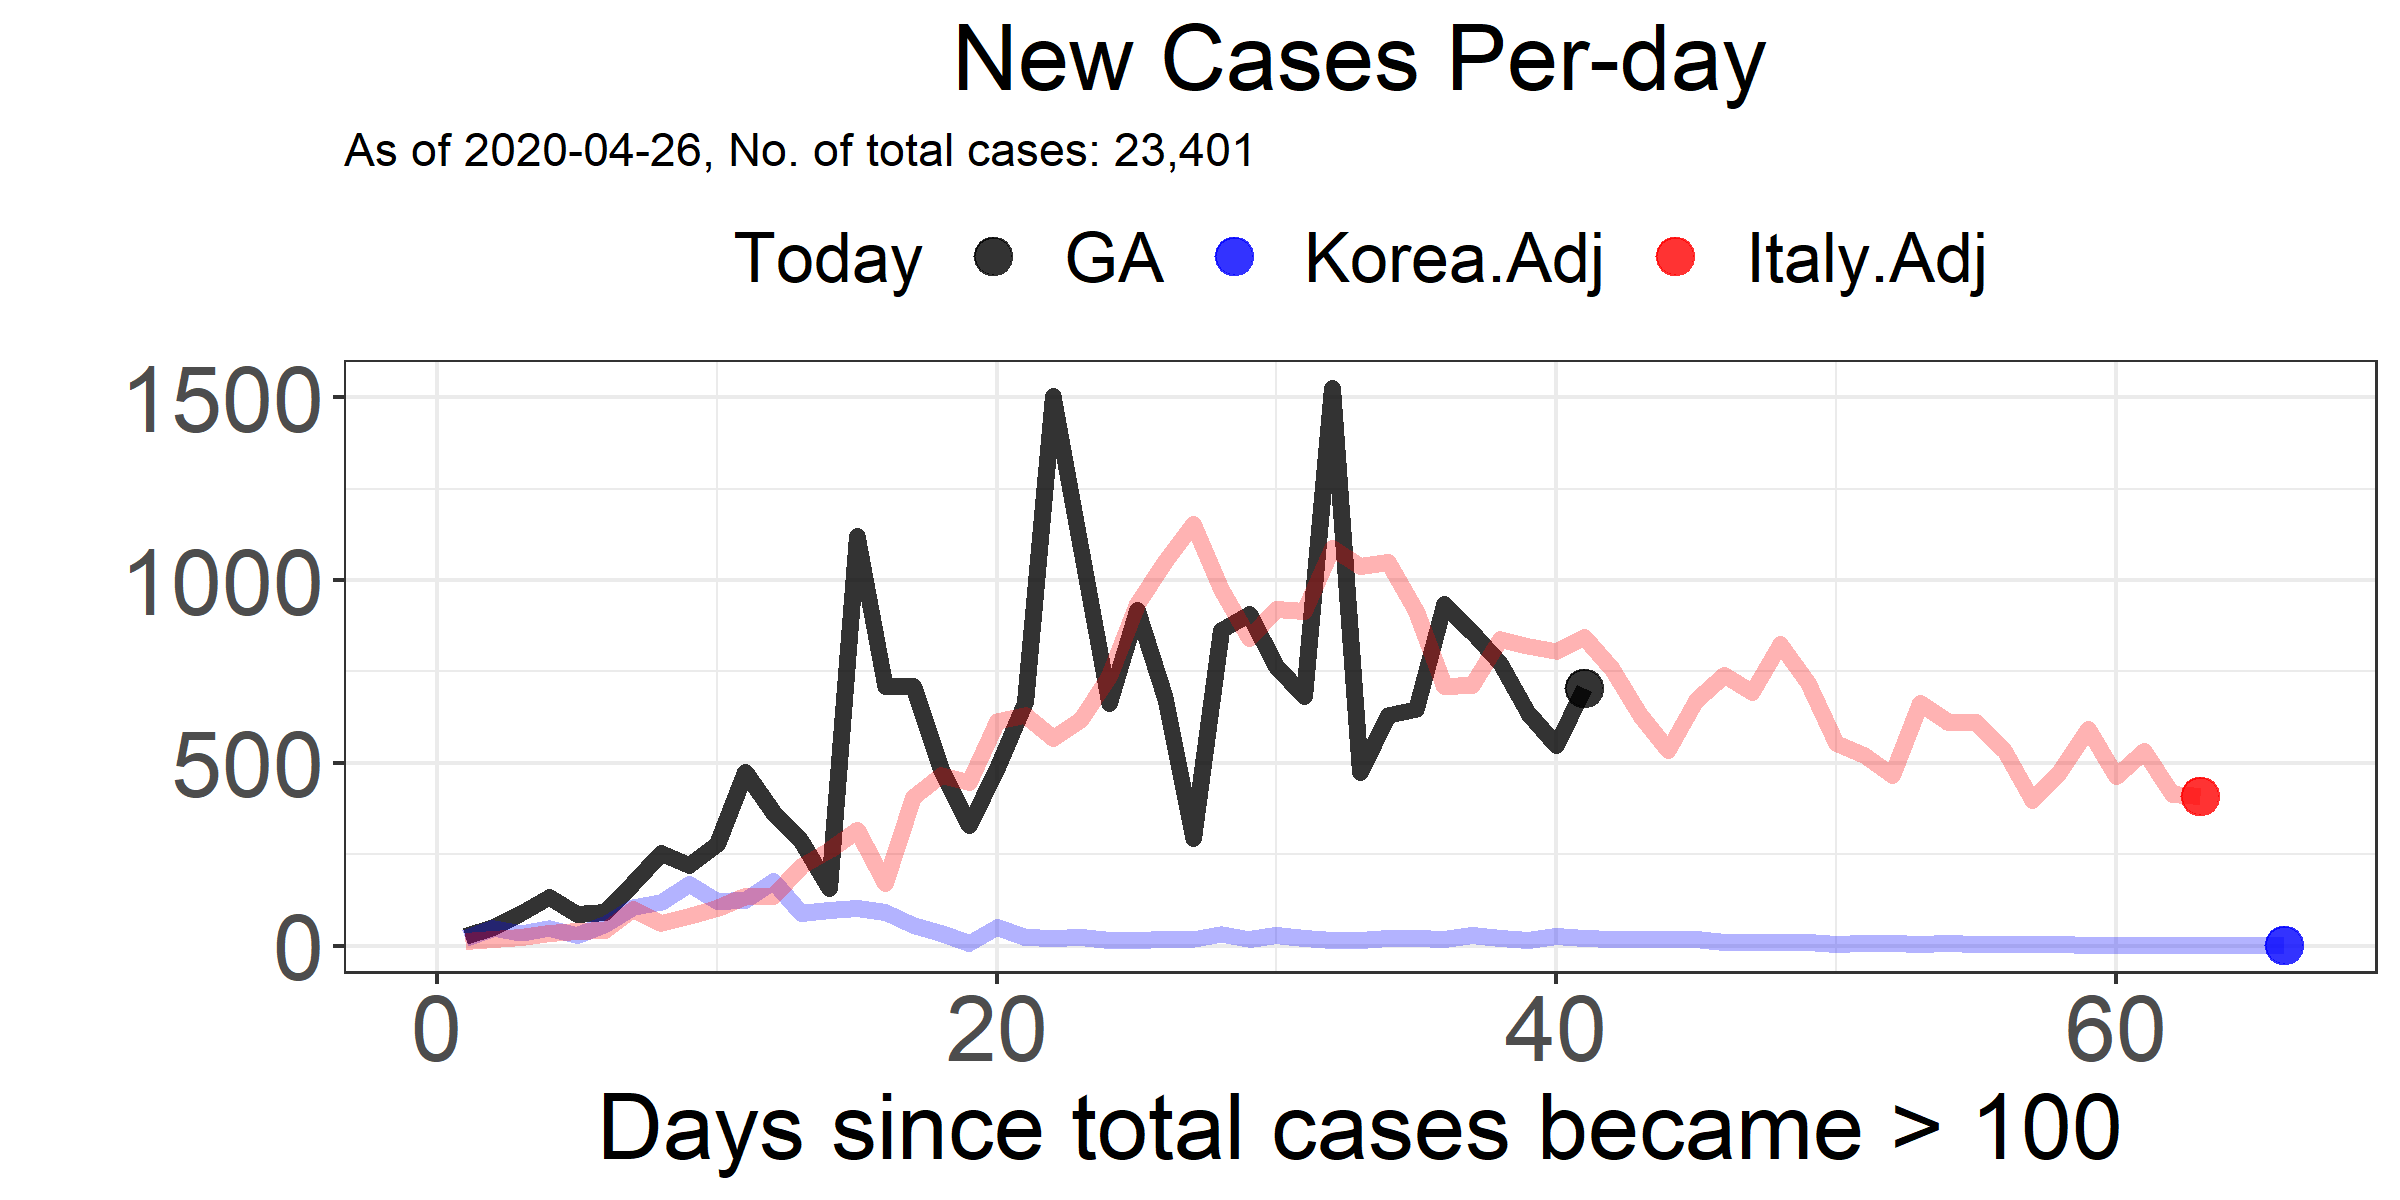 New Cases Per-day
As of 2020-04-26, No. of total cases: 23,401
Today GA Korea.Adj Italy.Adj
1500
1000
500
0
0 20 40 60
Days since total cases became > 100